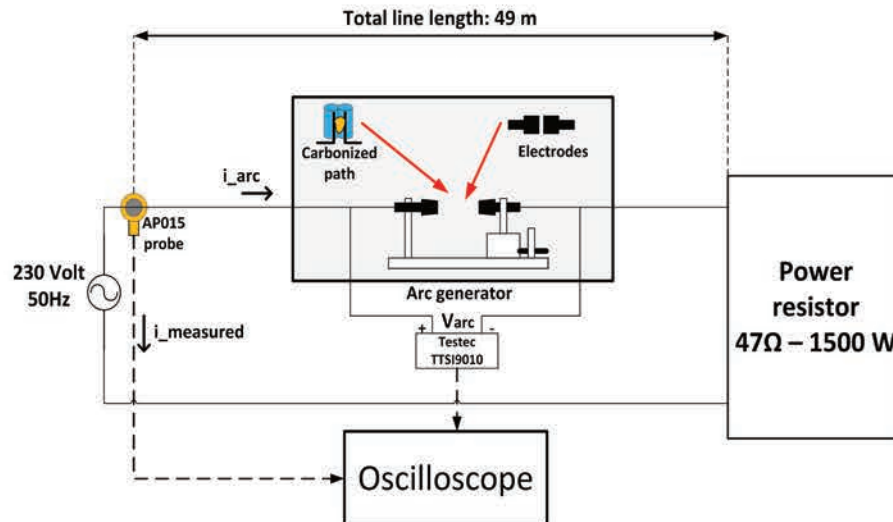 Total line length: 49 m
Carbonized
path
Electrodes
i_arc
AP015
probe
230 Volt
50Hz
i_measured
Arc generator
+ Varc -
Testec
TTSI9010
Power
resistor
47Ω – 1500 W
Oscilloscope